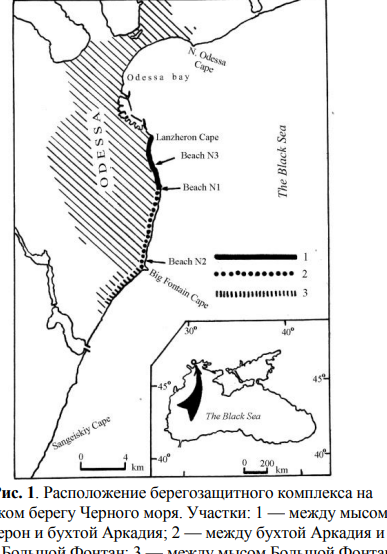 N. Odessa
Cape
Odessa bay
Lanzheron Cape
Beach N3
ODESSA
The Black Sea
Beach N1
1
2
3
Beach N2
Big Fontain Cape
30°
40°
45°
45°
The Black Sea
Sangeiskiy Cape
0 4
km
40°
0 200
km
40°
Рис. 1. Расположение берегозащитного комплекса на
ком берегу Черного моря. Участки: 1 — между мысом
ерон и бухтой Аркадия; 2 — между бухтой Аркадия и
Большой Фонтан; 3 — между мысом Большой Фонтан